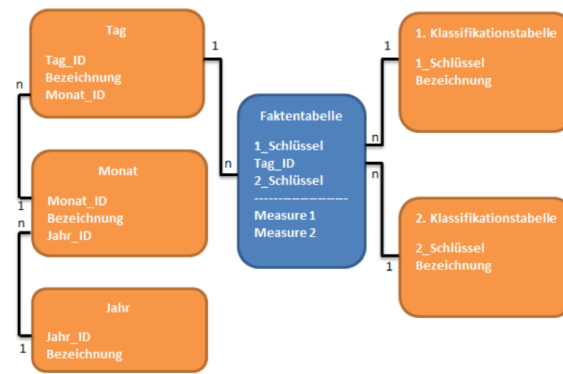 Tag
Tag_ID
Bezeichnung
Monat_ID
1
n
n
Monat
Monat_ID
Bezeichnung
Jahr_ID
1
n
Jahr
Jahr_ID
Bezeichnung
1
Faktentabelle
1_Schlüssel
Tag_ID
2_Schlüssel
---------------------
Measure 1
Measure 2
1. Klassifikationstabelle
1_Schlüssel
Bezeichnung
1
n
n
2. Klassifikationstabelle
2_Schlüssel
Bezeichnung
1